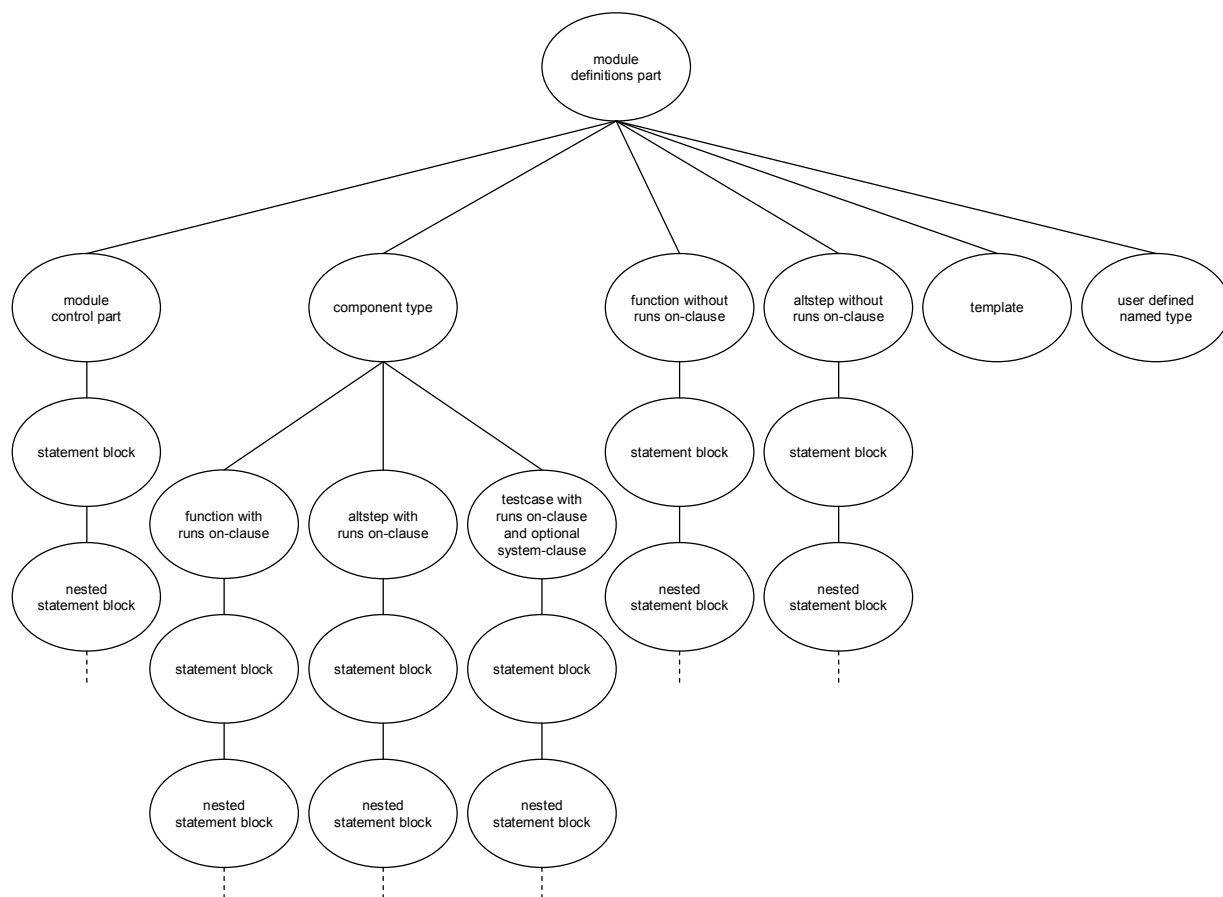 module
definitions part
module
control part
component type
function without
runs on-clause
altstep without
runs on-clause
template
user defined
named type
statement block
statement block
statement block
function with
runs on-clause
altstep with
runs on-clause
testcase with
runs on-clause
and optional
system-clause
nested
statement block
nested
statement block
nested
statement block
statement block
statement block
statement block
nested
statement block
nested
statement block
nested
statement block